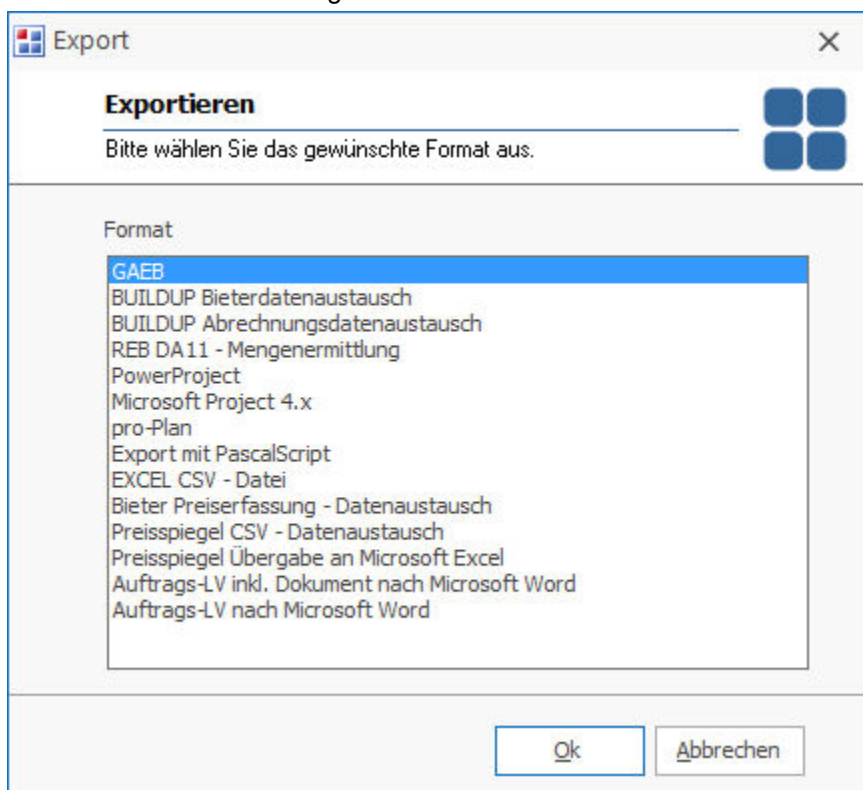 Export
Exportieren
Bitte wählen Sie das gewünschte Format aus.
Format
GAEB
BUILDUP Bieterdatenaustausch
BUILDUP Abrechnungsdatenaustausch
REB DA11 - Mengenermittlung
PowerProject
Microsoft Project 4.x
pro-Plan
Export mit PascalScript
EXCEL CSV - Datei
Bieter Preiserfassung - Datenaustausch
Preisspiegel CSV - Datenaustausch
Preisspiegel Übergabe an Microsoft Excel
Auftrags-LV inkl. Dokument nach Microsoft Word
Auftrags-LV nach Microsoft Word
Ok
Abbrechen